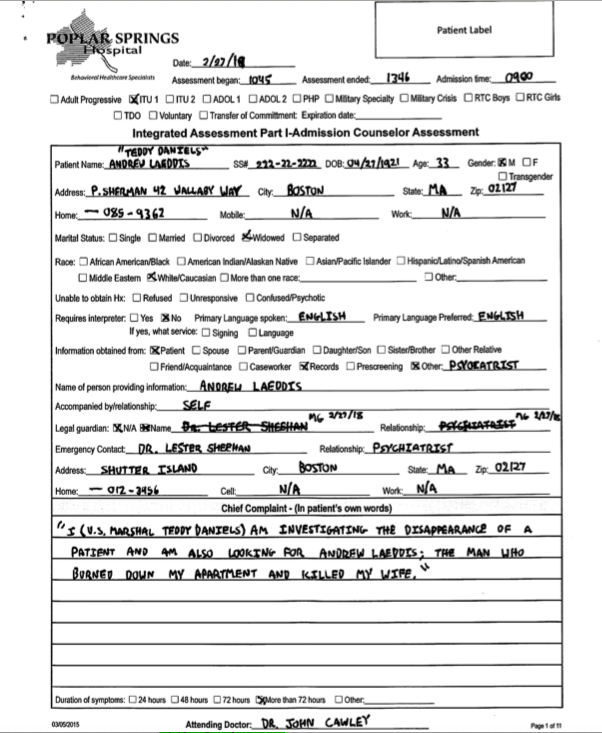 POPLAR SPRINGS
Hospital
Behavioral Healthcare Specialists
Patient Label
Date: 2/27/18
Assessment began: 1045 Assessment ended: 1346 Admission time: 0900
☐ Adult Progressive ☒ ITU 1 ☐ ITU 2 ☐ ADOL 1 ☐ ADOL 2 ☐ PHP ☐ Military Specialty ☐ Military Crisis ☐ RTC Boys ☐ RTC Girls
☐ TDO ☐ Voluntary ☐ Transfer of Commitment: Expiration date:
Integrated Assessment Part I-Admission Counselor Assessment
"TEDDY DANIELS"
Patient Name: ANDREW LAEDDIS SS# 222-22-2222 DOB: 04/27/1921 Age: 33 Gender: ☒ M ☐ F
☐ Transgender
Address: P. SHERMAN 42 WALLABY WAY City: BOSTON State: MA Zip: 02127
Home: — 085-9362 Mobile: N/A Work: N/A
Marital Status: ☐ Single ☐ Married ☐ Divorced ☒ Widowed ☐ Separated
Race: ☐ African American/Black ☐ American Indian/Alaskan Native ☐ Asian/Pacific Islander ☐ Hispanic/Latino/Spanish American
☐ Middle Eastern ☒ White/Caucasian ☐ More than one race: ☐ Other:
Unable to obtain Hx: ☐ Refused ☐ Unresponsive ☐ Confused/Psychotic
Requires interpreter: ☐ Yes ☒ No Primary Language spoken: ENGLISH Primary Language Preferred: ENGLISH
If yes, what service: ☐ Signing ☐ Language
Information obtained from: ☒ Patient ☐ Spouse ☐ Parent/Guardian ☐ Daughter/Son ☐ Sister/Brother ☐ Other Relative
☐ Friend/Acquaintance ☐ Caseworker ☒ Records ☐ Prescreening ☒ Other: PSYCIATRIST
Name of person providing information: ANDREW LAEDDIS
Accompanied by/relationship: SELF
MG 2/27/18 MG 2/27/18
Legal guardian: ☒ N/A ☒ Name DR. LESTER SHEEHAN Relationship: PSYCHIATRIST
Emergency Contact: DR. LESTER SHEEHAN Relationship: PSYCHIATRIST
Address: SHUTTER ISLAND City: BOSTON State: MA Zip: 02127
Home: — 012-3456 Cell: N/A Work: N/A
Chief Complaint - (In patient's own words)
"I (U.S. MARSHAL TEDDY DANIELS) AM INVESTIGATING THE DISAPPEARANCE OF A
PATIENT AND AM ALSO LOOKING FOR ANDREW LAEDDIS; THE MAN WHO
BURNED DOWN MY APARTMENT AND KILLED MY WIFE."
Duration of symptoms: ☐ 24 hours ☐ 48 hours ☐ 72 hours ☒ More than 72 hours ☐ Other:
03/05/2015 Attending Doctor: DR. JOHN CAWLEY Page 1 of 11